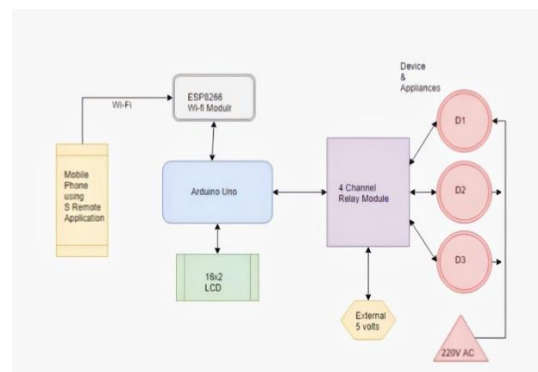 Device
&
Appliances
ESP8266
Wi-fi Modulr
Wi-Fi
D1
Mobile
Phone
using
S Remote
Application
Arduino Uno
4 Channel
Relay Module
D2
16x2
LCD
D3
External
5 volts
220V AC